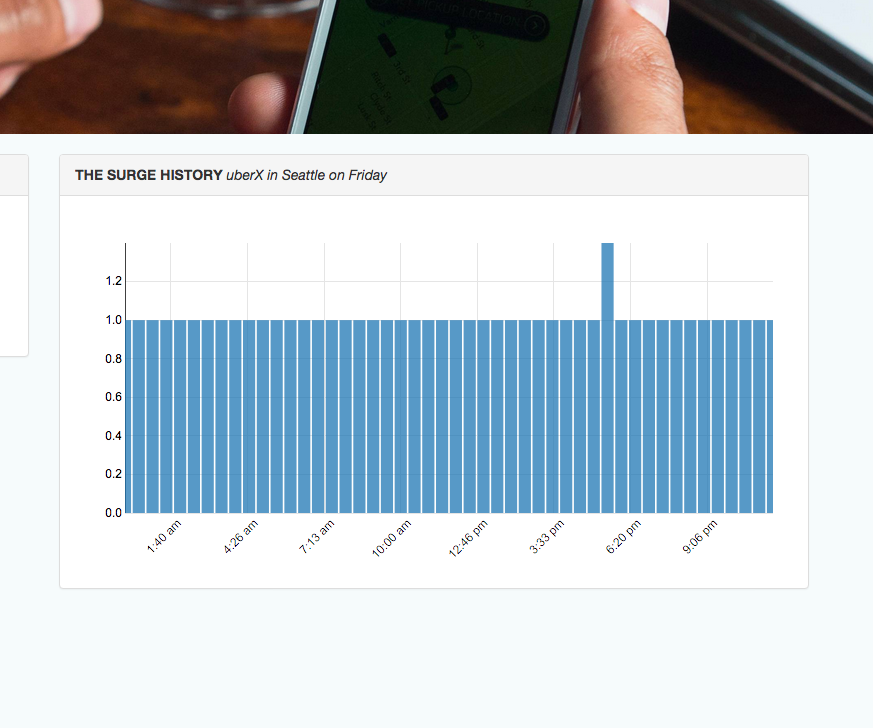 THE SURGE HISTORY uberX in Seattle on Friday
1.2
1.0
0.8
0.6
0.4
0.2
0.0
1:40 am
4:26 am
7:13 am
10:00 am
12:46 pm
3:33 pm
6:20 pm
9:06 pm